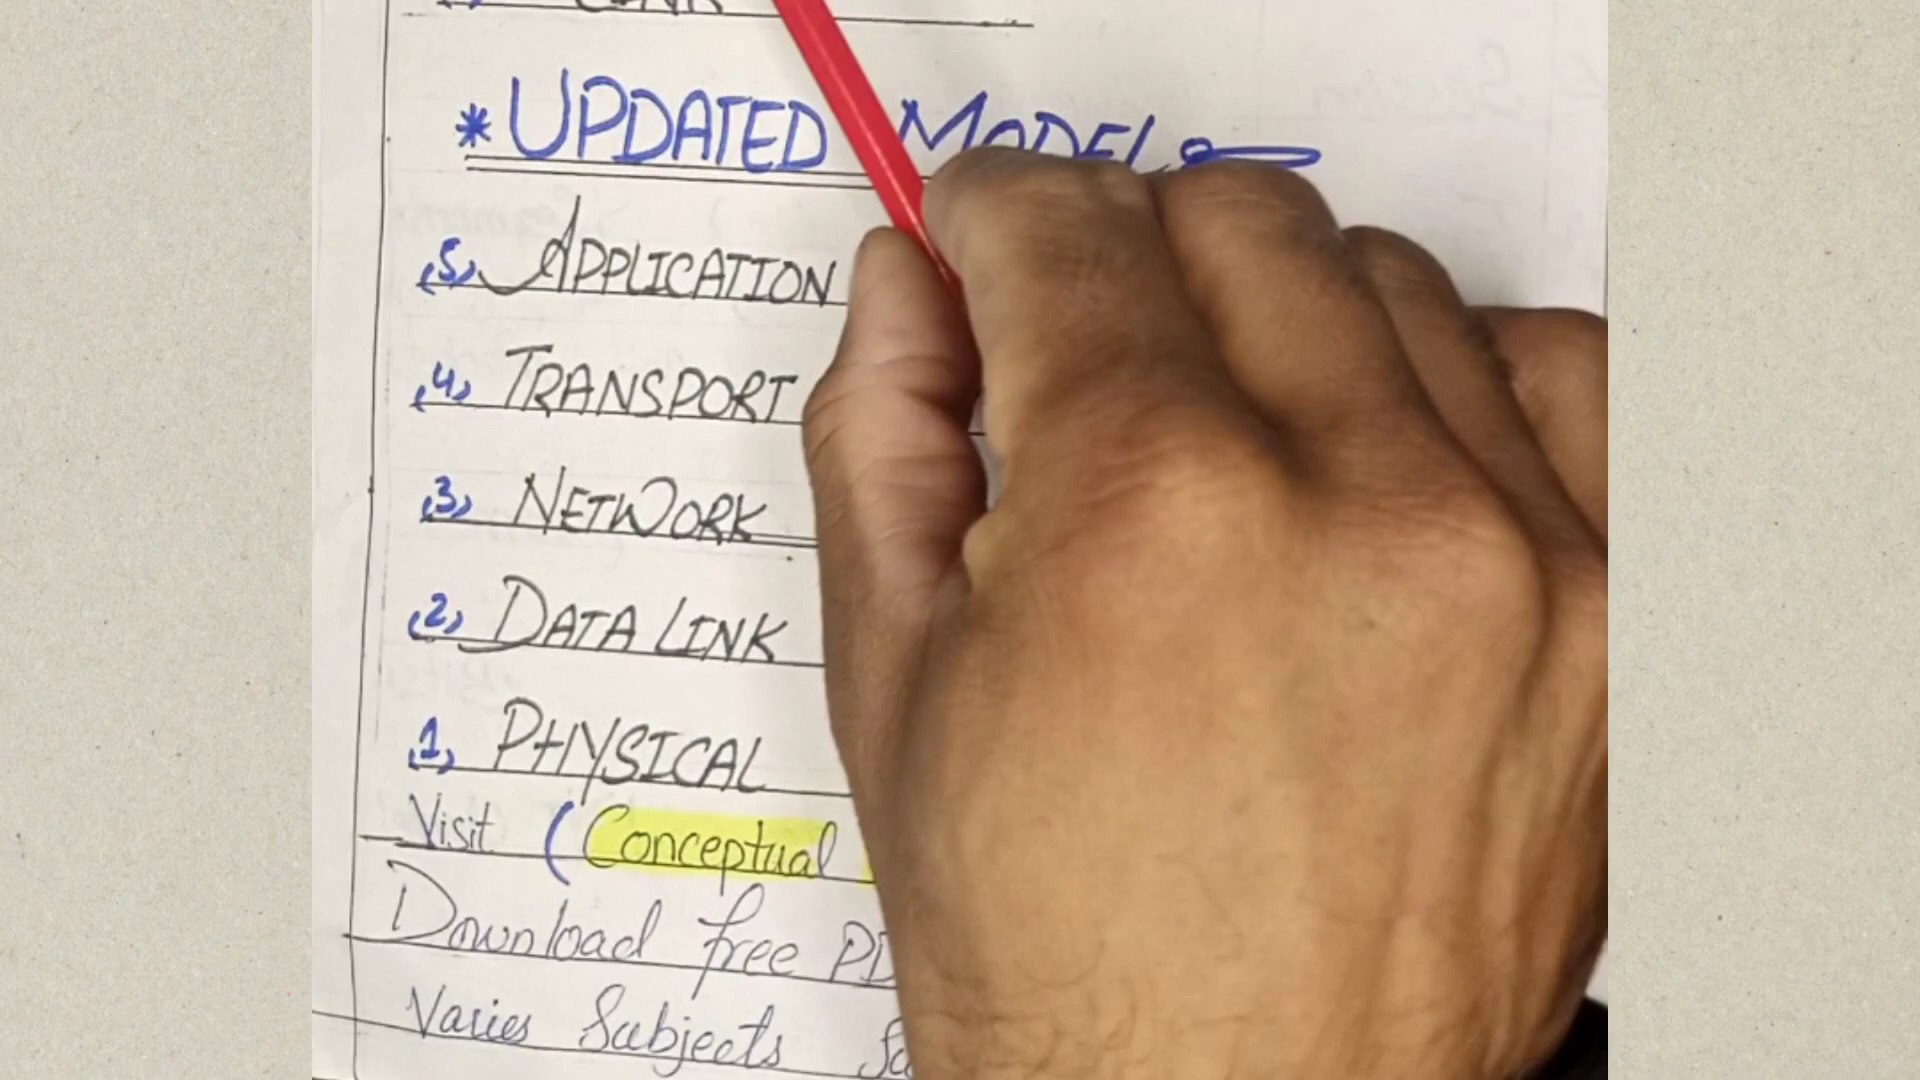 * UPDATED MODEL
(5) APPLICATION
(4) TRANSPORT
(3) NETWORK
(2) DATA LINK
(1) PHYSICAL
Visit (Conceptual
Download free PD
Varies Subjects